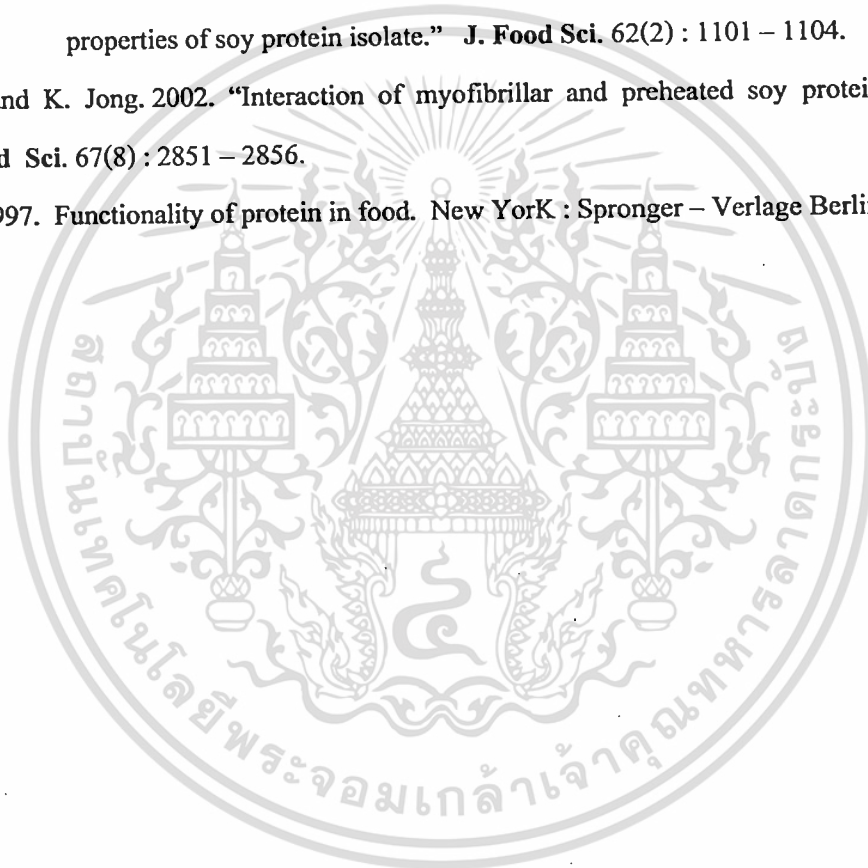 properties of soy protein isolate.” J. Food Sci. 62(2) : 1101 – 1104.
nd K. Jong. 2002. “Interaction of myofibrillar and preheated soy protei
d Sci. 67(8) : 2851 – 2856.
997. Functionality of protein in food. New YorK : Spronger – Verlage Berli
สถาบันเทคโนโลยีพระจอมเกล้าเจ้าคุณทหารลาดกระบัง